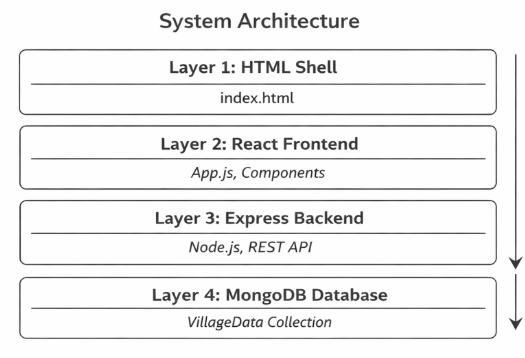 System Architecture
Layer 1: HTML Shell
index.html
Layer 2: React Frontend
App.js, Components
Layer 3: Express Backend
Node.js, REST API
Layer 4: MongoDB Database
VillageData Collection